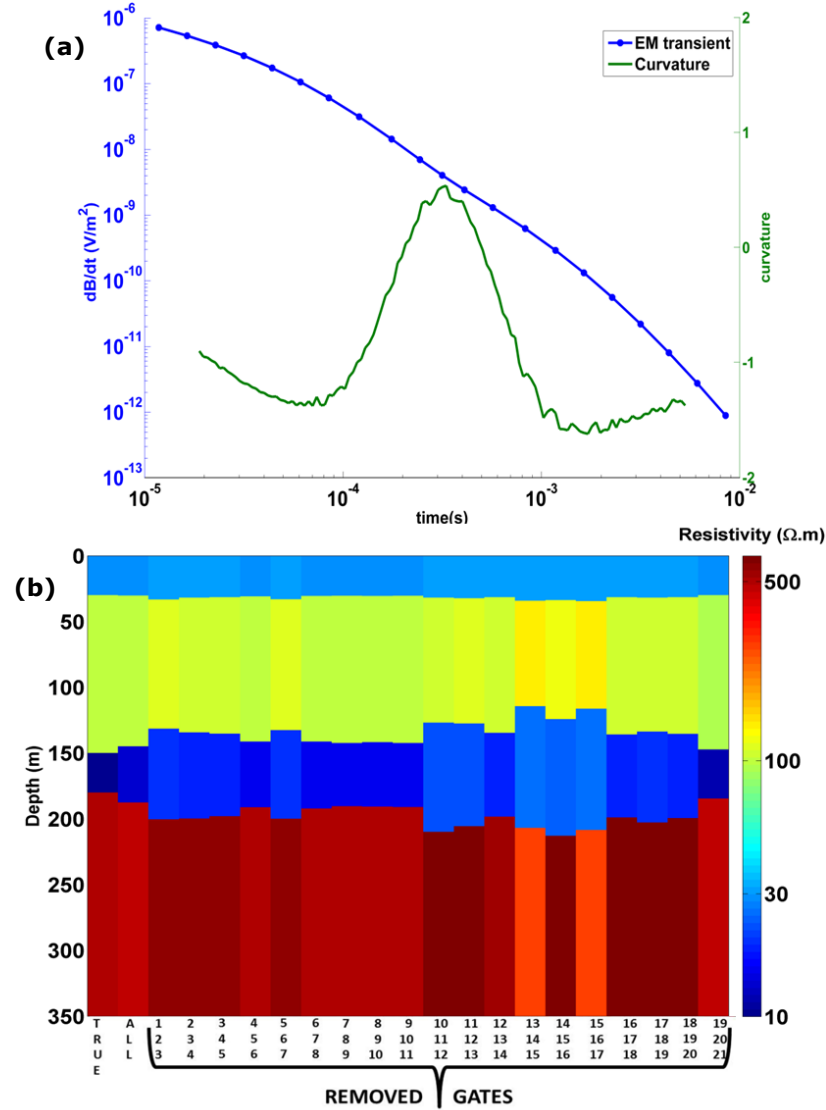 (a)
10^-6
10^-7
10^-8
10^-9
10^-10
10^-11
10^-12
10^-13
dB/dt (V/m^2)
EM transient
Curvature
2
1
0
-1
-2
curvature
10^-5
10^-4
10^-3
10^-2
time(s)
(b)
Resistivity (Ω.m)
0
50
100
150
200
250
300
350
Depth (m)
500
100
30
10
T A 1 2 3 4 5 6 7 8 9 10 11 12 13 14 15 16 17 18 19
R L 2 3 4 5 6 7 8 9 10 11 12 13 14 15 16 17 18 19 20
U L 3 4 5 6 7 8 9 10 11 12 13 14 15 16 17 18 19 20 21
E
REMOVED GATES